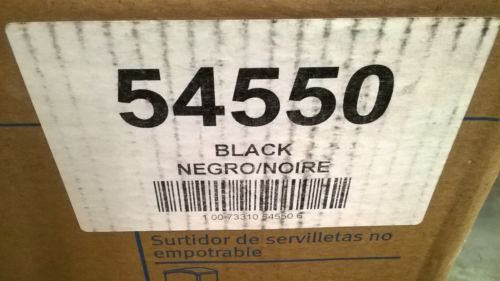 54550
BLACK
NEGRO/NOIRE
1 00-73310 54550 6
Surtidor de servilletas no
empotrable